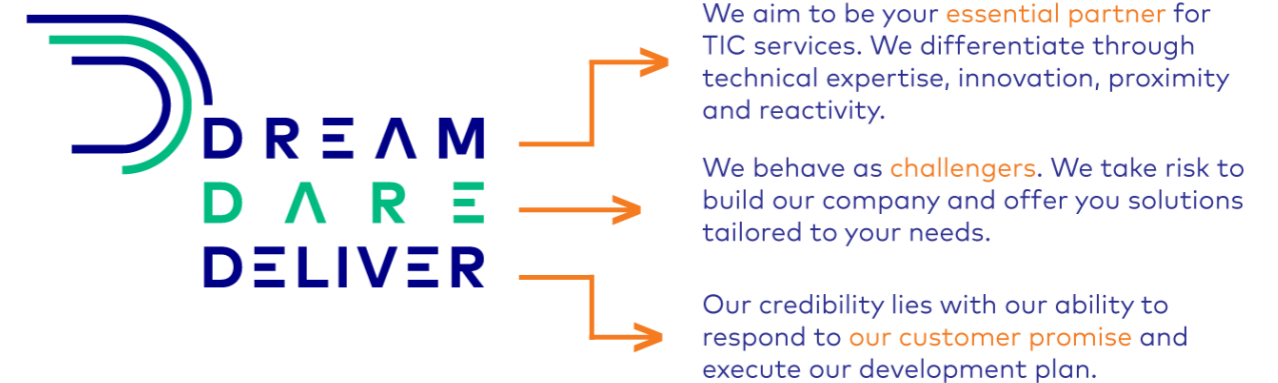 DREAM
DARE
DELIVER
We aim to be your essential partner for
TIC services. We differentiate through
technical expertise, innovation, proximity
and reactivity.
We behave as challengers. We take risk to
build our company and offer you solutions
tailored to your needs.
Our credibility lies with our ability to
respond to our customer promise and
execute our development plan.